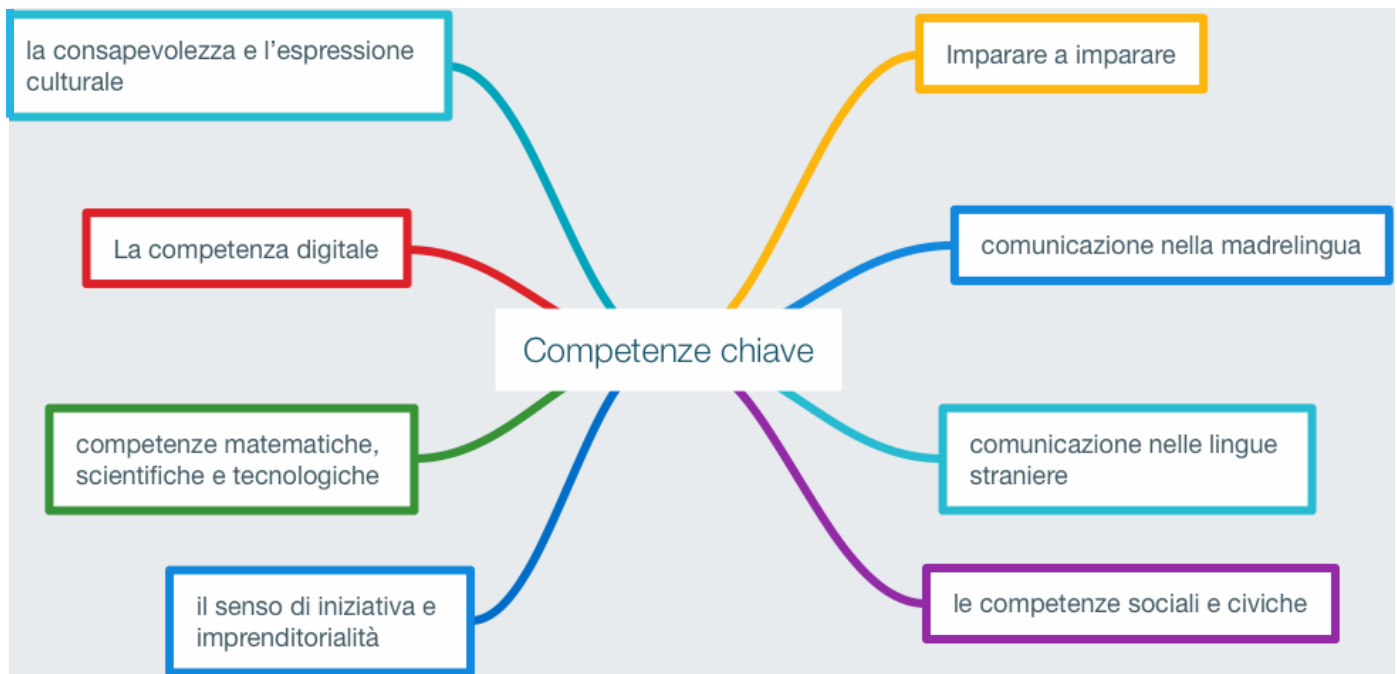 la consapevolezza e l'espressione
culturale
Imparare a imparare
La competenza digitale
comunicazione nella madrelingua
Competenze chiave
competenze matematiche,
scientifiche e tecnologiche
comunicazione nelle lingue
straniere
il senso di iniziativa e
imprenditorialità
le competenze sociali e civiche